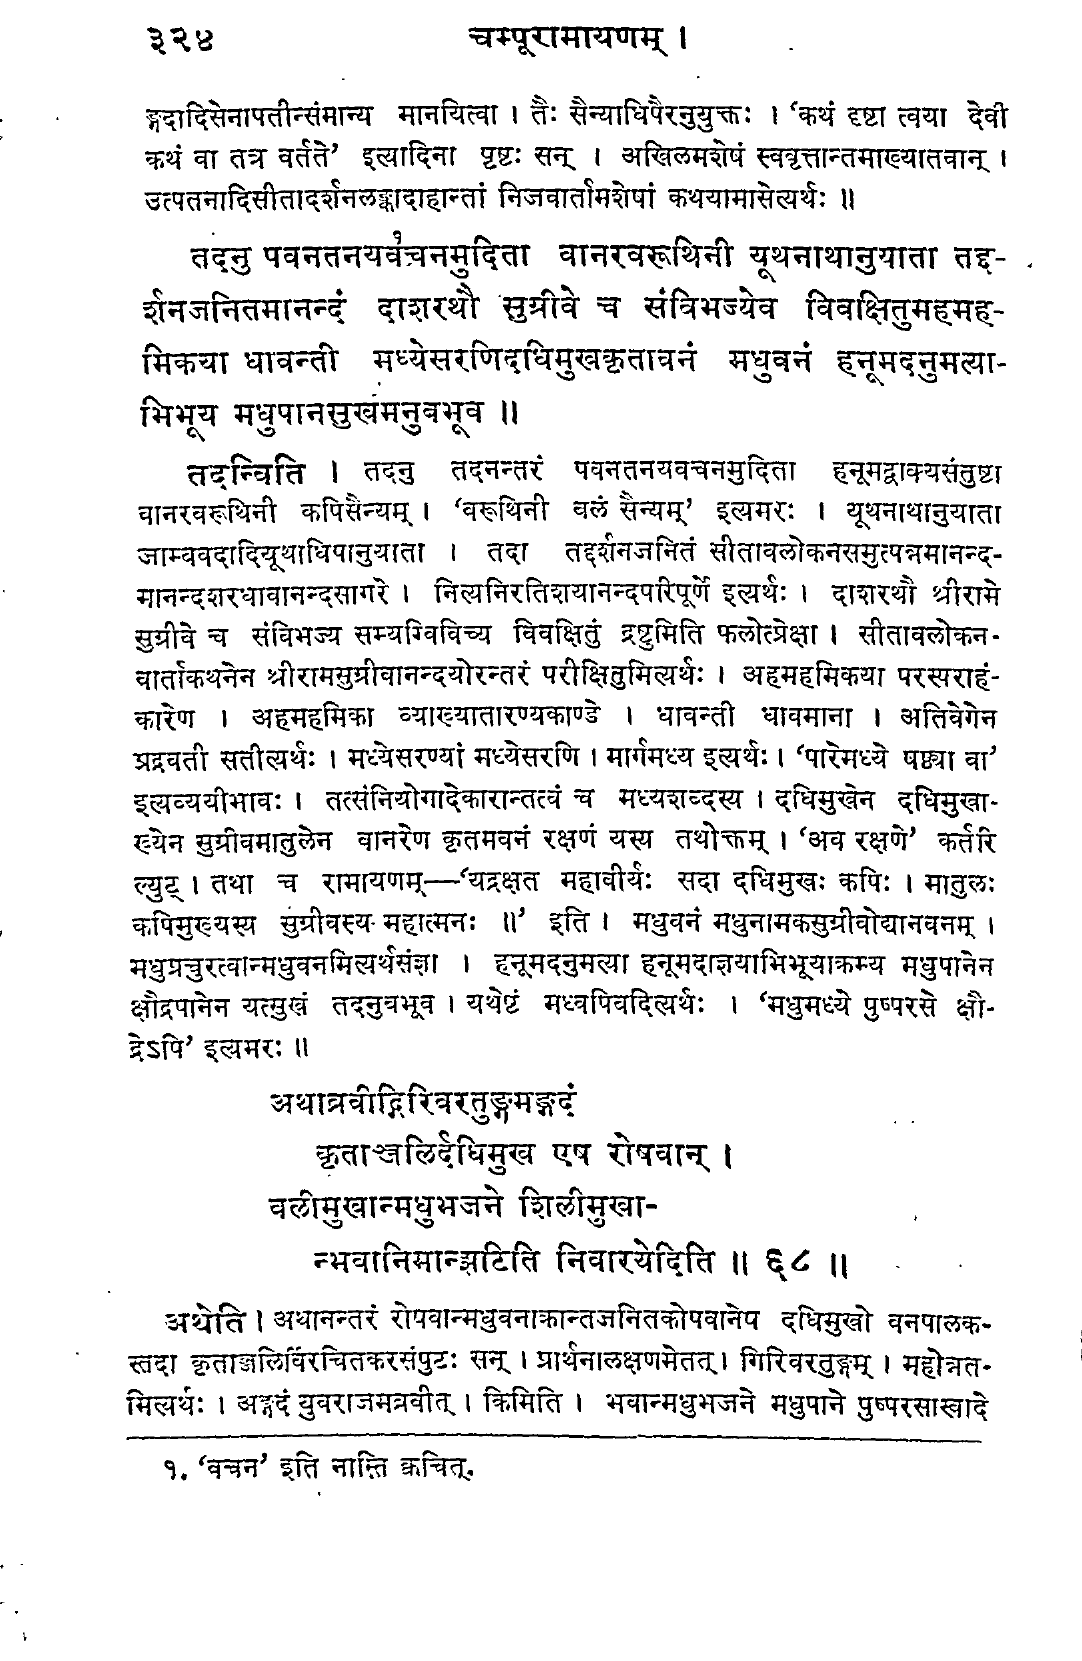 ३२४ चम्पूरामायणम् ।
ङ्गदादिसेनापतीन्संमान्य मानयित्वा । तैः सैन्याधिपैरनुयुक्तः । ‘कथं दृष्टा त्वया देवी
कथं वा तत्र वर्तते’ इत्यादिना पृष्टः सन् । अखिलमशेषं स्ववृत्तान्तमाख्यातवान् ।
उत्पतनादिसीतादर्शनलङ्कादाहान्तां निजवार्तामशेषां कथयामासेत्यर्थः ॥
तदनु पवनतनयवचनमुदिता वानरवरूथिनी यूथनाथानुयाता तद्द-
र्शनजनितमानन्दं दाशरथौ सुग्रीवे च संविभज्येव विवक्षितुमहमह-
मिकया धावन्ती मध्येसरणिदधिमुखकृतावनं मधुवनं हनूमदनुमत्या-
भिभूय मधुपानसुखमनुबभूव ॥
तदन्विति । तदनु तदनन्तरं पवनतनयवचनमुदिता हनूमद्वाक्यसंतुष्टा
वानरवरूथिनी कपिसैन्यम् । ‘वरूथिनी बलं सैन्यम्’ इत्यमरः । यूथनाथानुयाता
जाम्बवदादियूथाधिपानुयाता । तदा तद्दर्शनजनितं सीतावलोकनसमुत्पन्नमानन्द-
मानन्दशरधावानन्दसागरे । नित्यनिरतिशयानन्दपरिपूर्णे इत्यर्थः । दाशरथौ श्रीरामे
सुग्रीवे च संविभज्य सम्यग्विविच्य विवक्षितुं द्रष्टुमिति फलोत्प्रेक्षा । सीतावलोकन-
वार्ताकथनेन श्रीरामसुग्रीवानन्दयोरन्तरं परीक्षितुमित्यर्थः । अहमहमिकया परस्पराहं-
कारेण । अहमहमिका व्याख्यातारण्यकाण्डे । धावन्ती धावमाना । अतिवेगेन
प्रद्रवती सतीत्यर्थः । मध्येसरण्यां मध्येसरणि । मार्गमध्य इत्यर्थः । ‘पारेमध्ये षष्ठ्या वा’
इत्यव्ययीभावः । तत्संनियोगादेकारान्तत्वं च मध्यशब्दस्य । दधिमुखेन दधिमुखा-
ख्येन सुग्रीवमातुलेन वानरेण कृतमवनं रक्षणं यस्य तथोक्तम् । ‘अव रक्षणे’ कर्तरि
ल्युट् । तथा च रामायणम्—‘यद्रक्षत महावीर्यः सदा दधिमुखः कपिः । मातुलः
कपिमुख्यस्य सुग्रीवस्य महात्मनः ॥’ इति । मधुवनं मधुनामकसुग्रीवोद्यानवनम् ।
मधुप्रचुरत्वान्मधुवनमित्यर्थसंज्ञा । हनूमदनुमत्या हनूमदाज्ञयाभिभूयाक्रम्य मधुपानेन
क्षौद्रपानेन यत्सुखं तदनुबभूव । यथेष्टं मध्वपिबदित्यर्थः । ‘मधुमध्ये पुष्परसे क्षौ-
द्रेऽपि’ इत्यमरः ॥
अथाब्रवीद्गिरिवरतुङ्गमङ्गदं
कृताञ्जलिर्दधिमुख एष रोषवान् ।
वलीमुखान्मधुभजने शिलीमुखा-
न्भवानिमान्झटिति निवारयेदिति ॥ ६८ ॥
अथेति । अथानन्तरं रोषवान्मधुवनाक्रान्तजनितकोपवानेष दधिमुखो वनपालक-
स्तदा कृताञ्जलिर्विरचितकरसंपुटः सन् । प्रार्थनालक्षणमेतत् । गिरिवरतुङ्गम् । महोन्नत-
मित्यर्थः । अङ्गदं युवराजमब्रवीत् । किमिति । भवान्मधुभजने मधुपाने पुष्परसास्वादे
१. ‘वचन’ इति नास्ति क्वचित्.